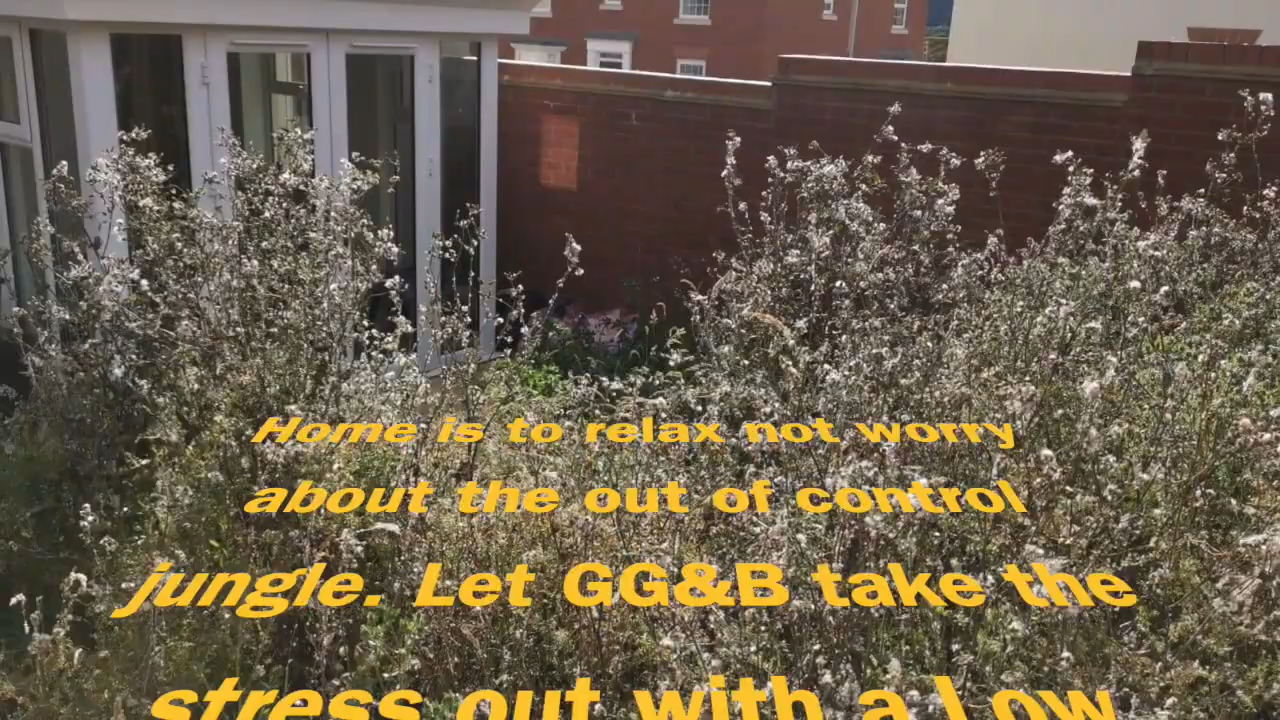 Home is to relax not worry
about the out of control
jungle. Let GG&B take the
stress out with a Low